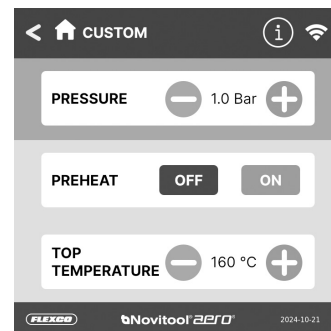 < CUSTOM i
PRESSURE − 1.0 Bar +
PREHEAT OFF ON
TOP
TEMPERATURE − 160 °C +
FLEXCO Novitool® aero® 2024-10-21